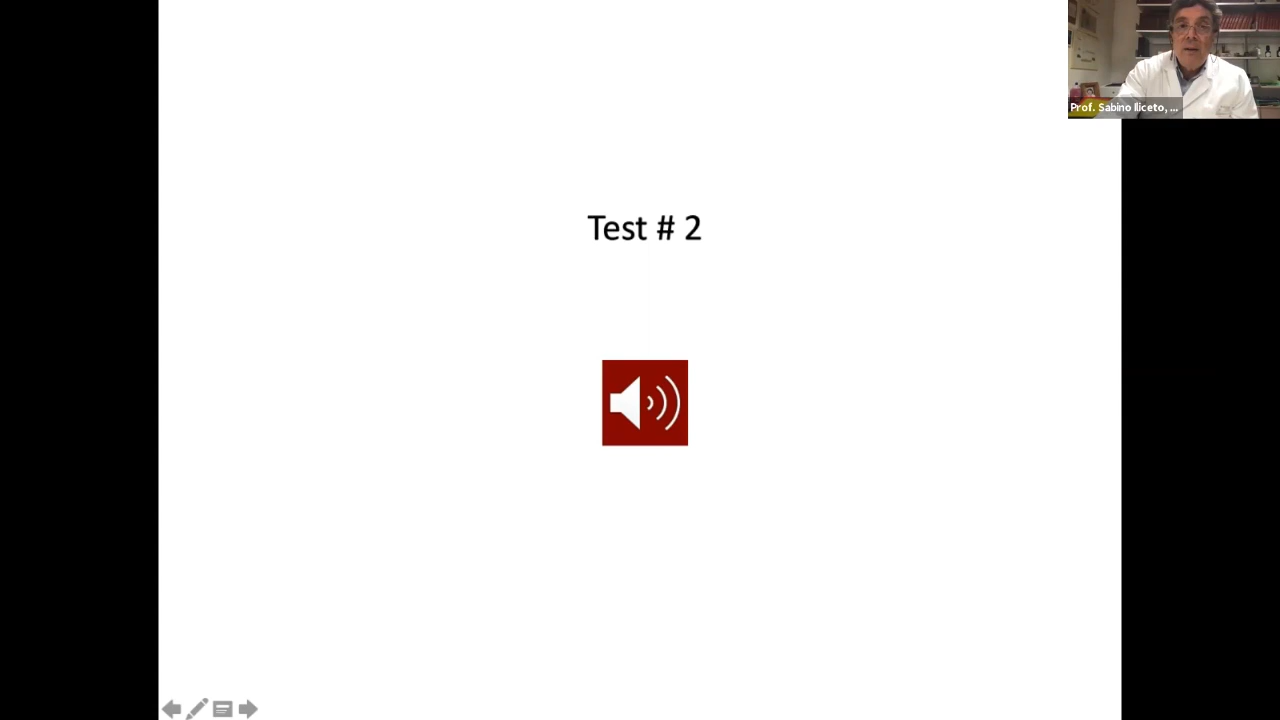 Prof. Sabino Iliceto, ...
Test # 2